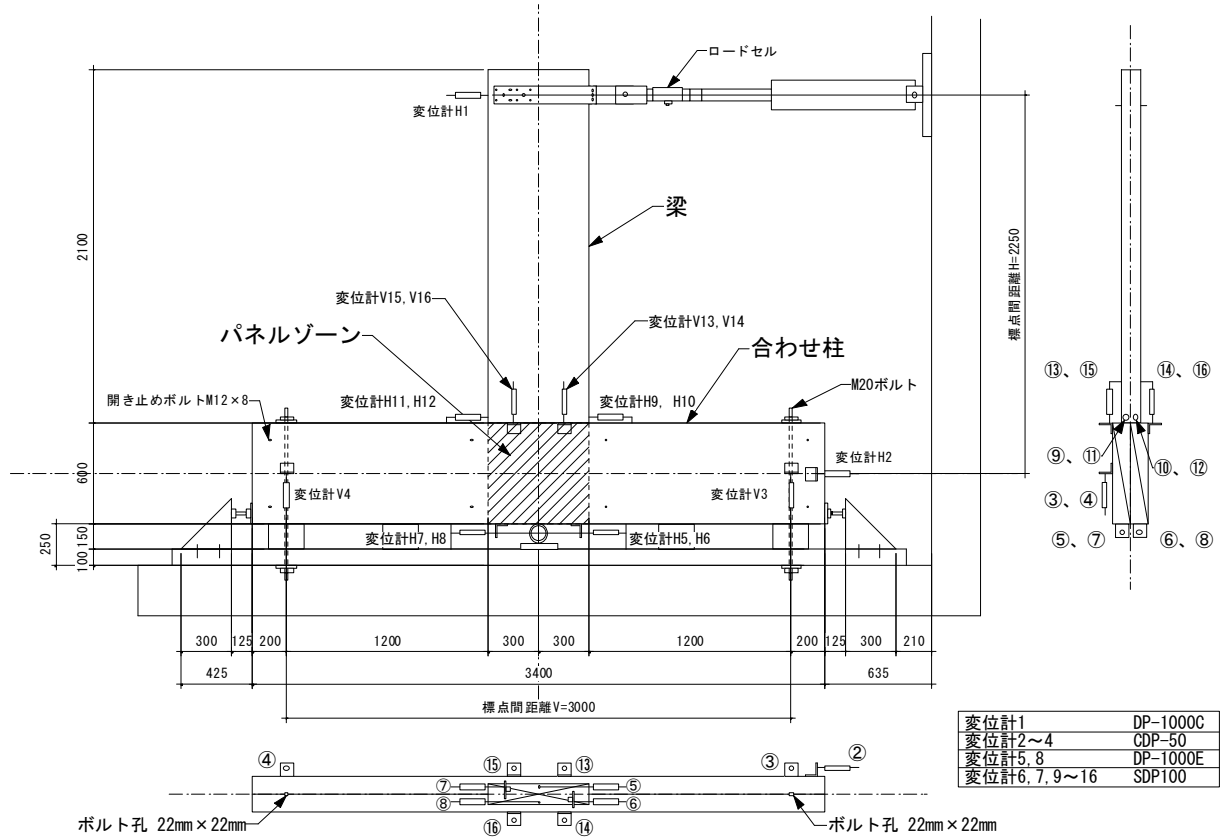 ロードセル
変位計H1
2100
梁
標点間距離H=2250
変位計V15,V16
変位計V13,V14
パネルゾーン
合わせ柱
M20ボルト
開き止めボルトM12×8
変位計H11,H12
変位計H9, H10
⑬、⑮
⑭、⑯
600
変位計H2
⑨、⑪
⑩、⑫
変位計V4
変位計V3
③、④
250
150
100
変位計H7,H8
変位計H5,H6
⑤、⑦
⑥、⑧
300
125
200
1200
300
300
1200
200
125
300
210
425
3400
635
標点間距離V=3000
変位計1 DP-1000C
変位計2～4 CDP-50
変位計5,8 DP-1000E
変位計6,7,9～16 SDP100
④
⑮
⑬
③
②
⑦
⑤
⑧
⑥
ボルト孔 22mm×22mm
⑯
⑭
ボルト孔 22mm×22mm